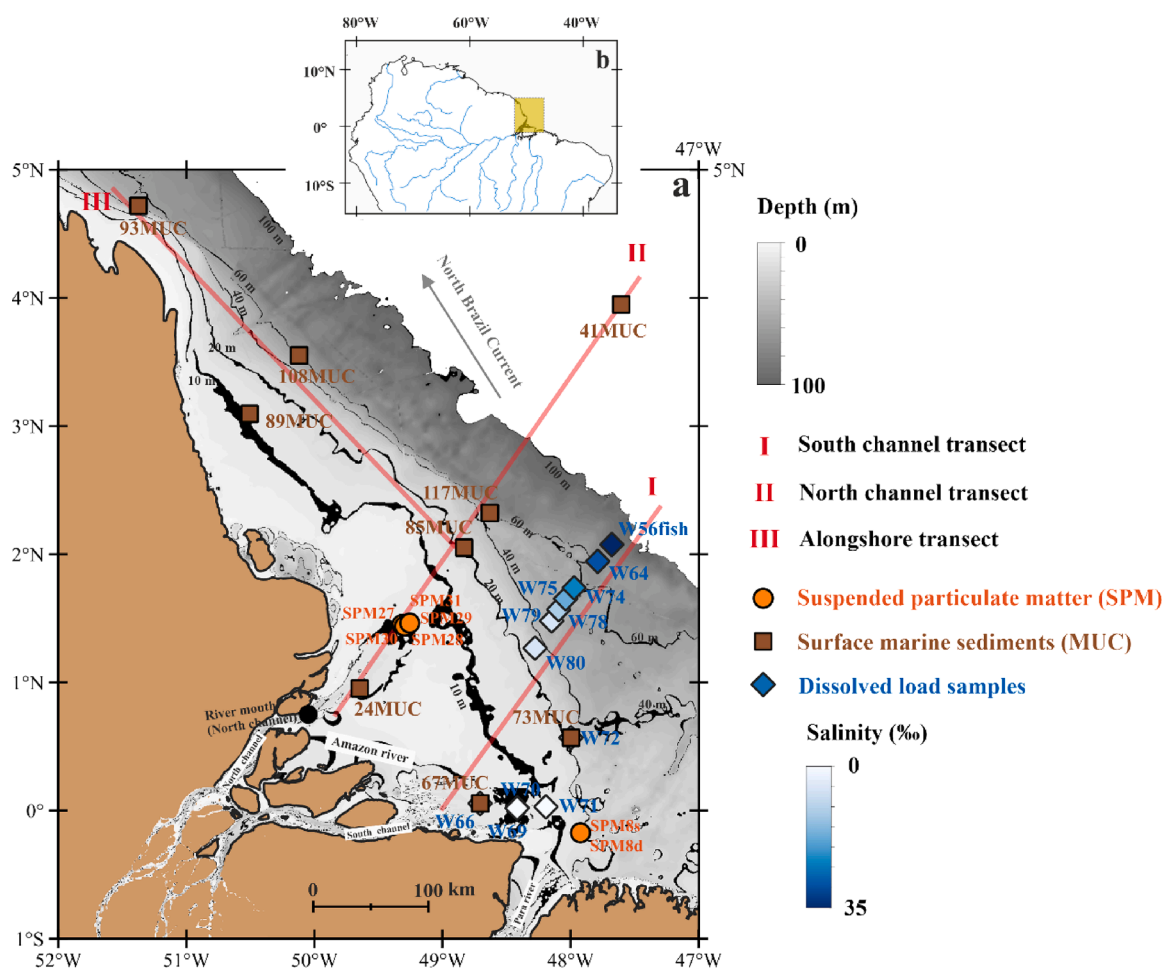 80°W
60°W
40°W
b
10°N
0°
10°S
47°W
5°N
5°N
a
III
93MUC
100 m
60 m
40 m
20 m
10 m
108MUC
89MUC
North Brazil Current
II
41MUC
4°N
3°N
117MUC
85MUC
100 m
I
60 m
W56fish
W64
W75
W74
W79
W78
W80
40 m
20 m
60 m
2°N
SPM31
SPM27
SPM29
SPM30
SPM28
1°N
24MUC
10 m
River mouth
(North channel)
73MUC
W72
40 m
North channel
Amazon river
67MUC
W70
W71
W66
W69
South channel
SPM8s
SPM8d
0°
Para river
0
100 km
1°S
52°W
51°W
50°W
49°W
48°W
47°W
Depth (m)
0
100
I South channel transect
II North channel transect
III Alongshore transect
Suspended particulate matter (SPM)
Surface marine sediments (MUC)
Dissolved load samples
Salinity (‰)
0
35